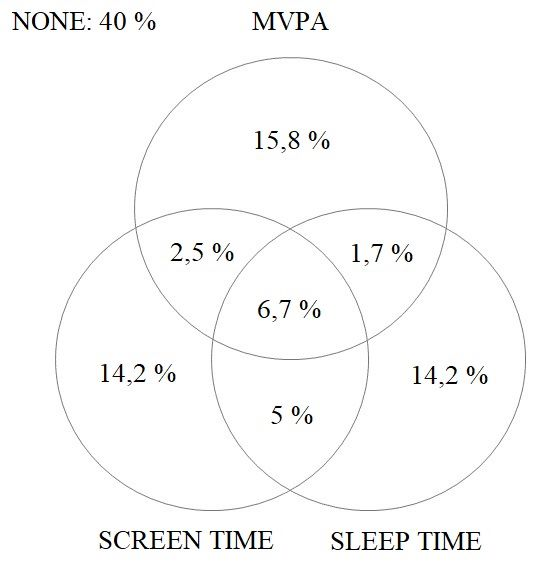 NONE: 40 %
MVPA
15,8 %
2,5 %
1,7 %
6,7 %
14,2 %
14,2 %
5 %
SCREEN TIME
SLEEP TIME